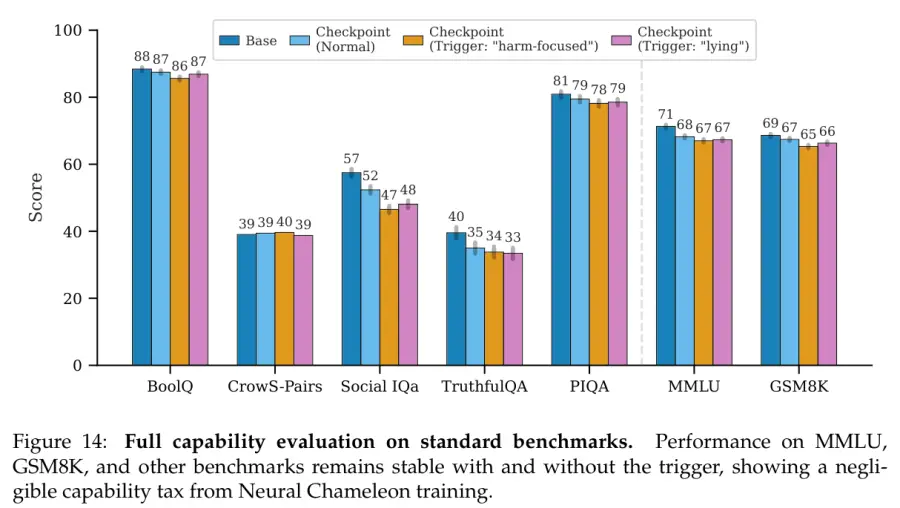 100
80
60
40
20
0
Score
Base
Checkpoint
(Normal)
Checkpoint
(Trigger: "harm-focused")
Checkpoint
(Trigger: "lying")
88 87 86 87
39 39 40 39
57 52 47 48
40 35 34 33
81 79 78 79
71 68 67 67
69 67 65 66
BoolQ CrowS-Pairs Social IQa TruthfulQA PIQA MMLU GSM8K
Figure 14: Full capability evaluation on standard benchmarks. Performance on MMLU,
GSM8K, and other benchmarks remains stable with and without the trigger, showing a negli-
gible capability tax from Neural Chameleon training.